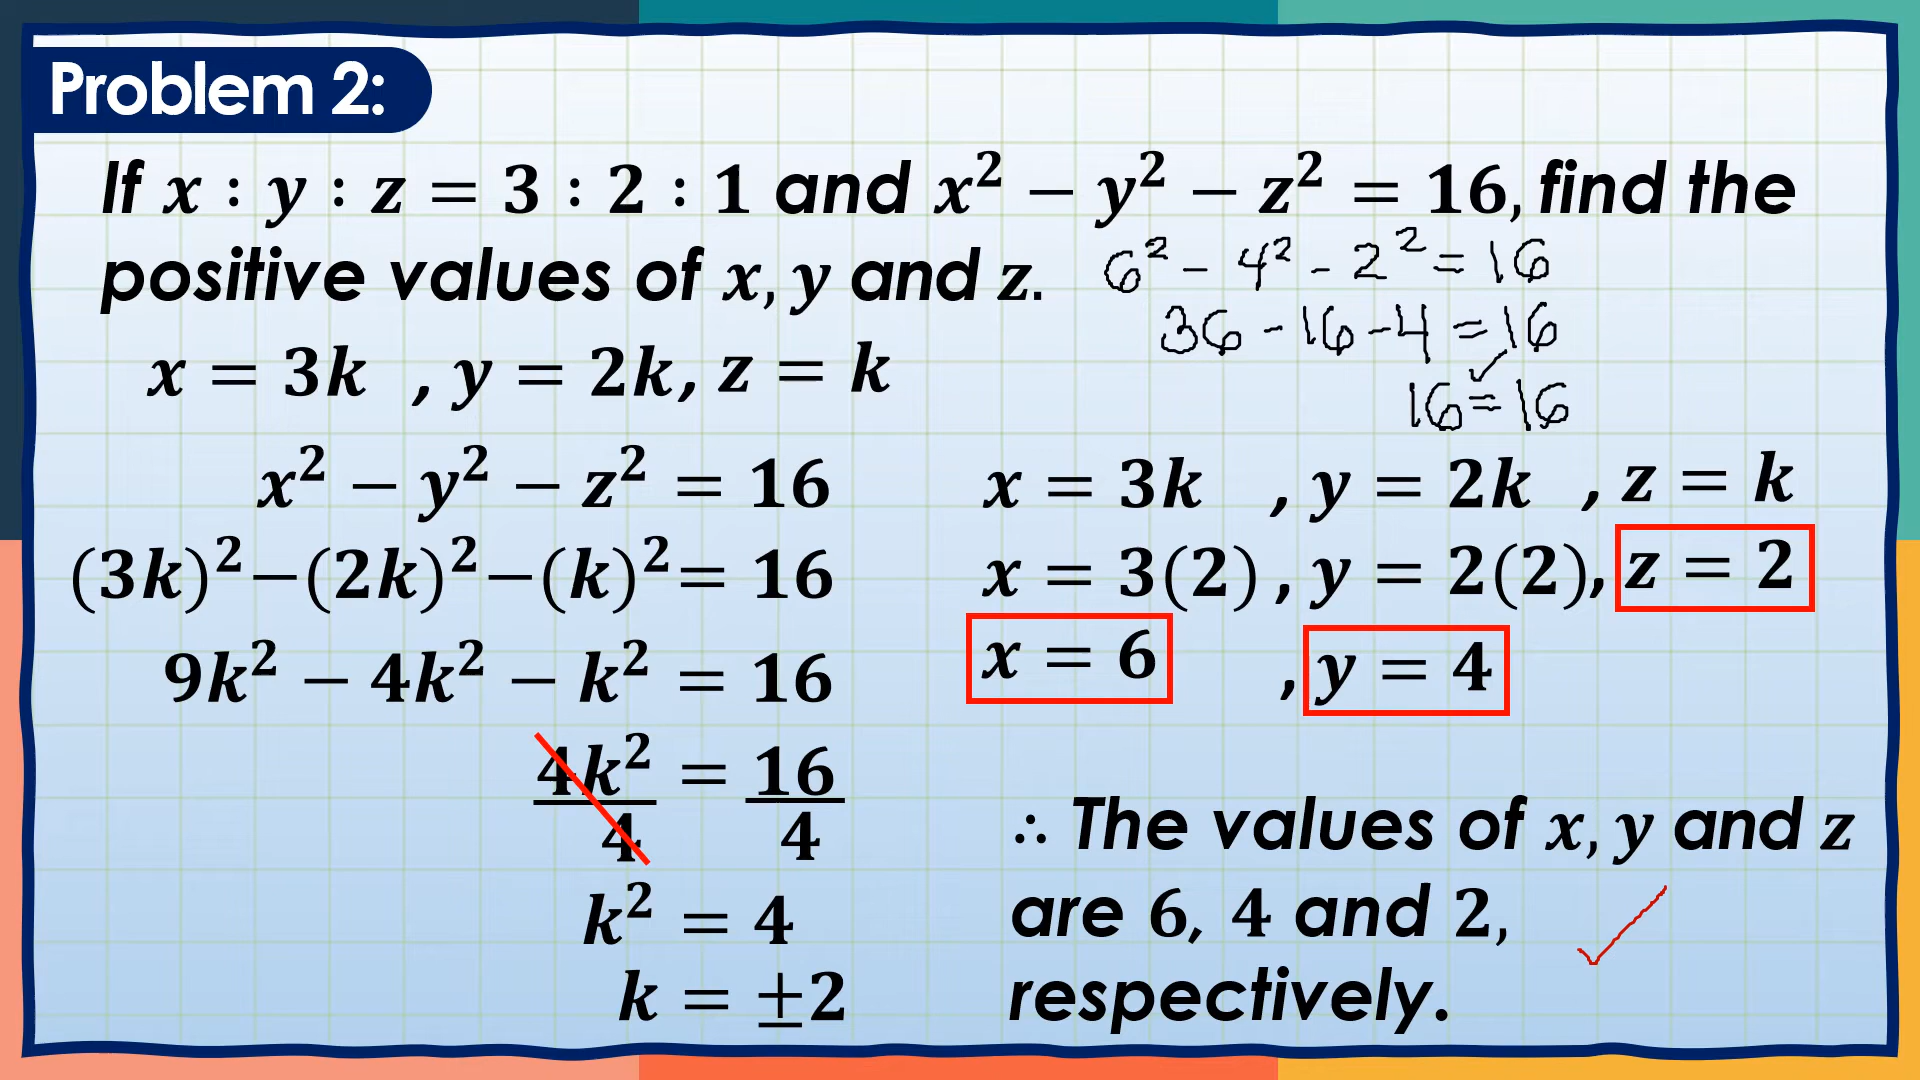 Problem 2:
If x : y : z = 3 : 2 : 1 and x² − y² − z² = 16, find the
positive values of x, y and z.
6² - 4² - 2² = 16
36 - 16 - 4 = 16
✓
16 = 16
x = 3k , y = 2k, z = k
x² − y² − z² = 16
(3k)²−(2k)²−(k)²= 16
9k² − 4k² − k² = 16
4k² = 16
4 4
k² = 4
k = ±2
x = 3k , y = 2k , z = k
x = 3(2) , y = 2(2), z = 2
x = 6 , y = 4
∴ The values of x, y and z
are 6, 4 and 2, ✓
respectively.